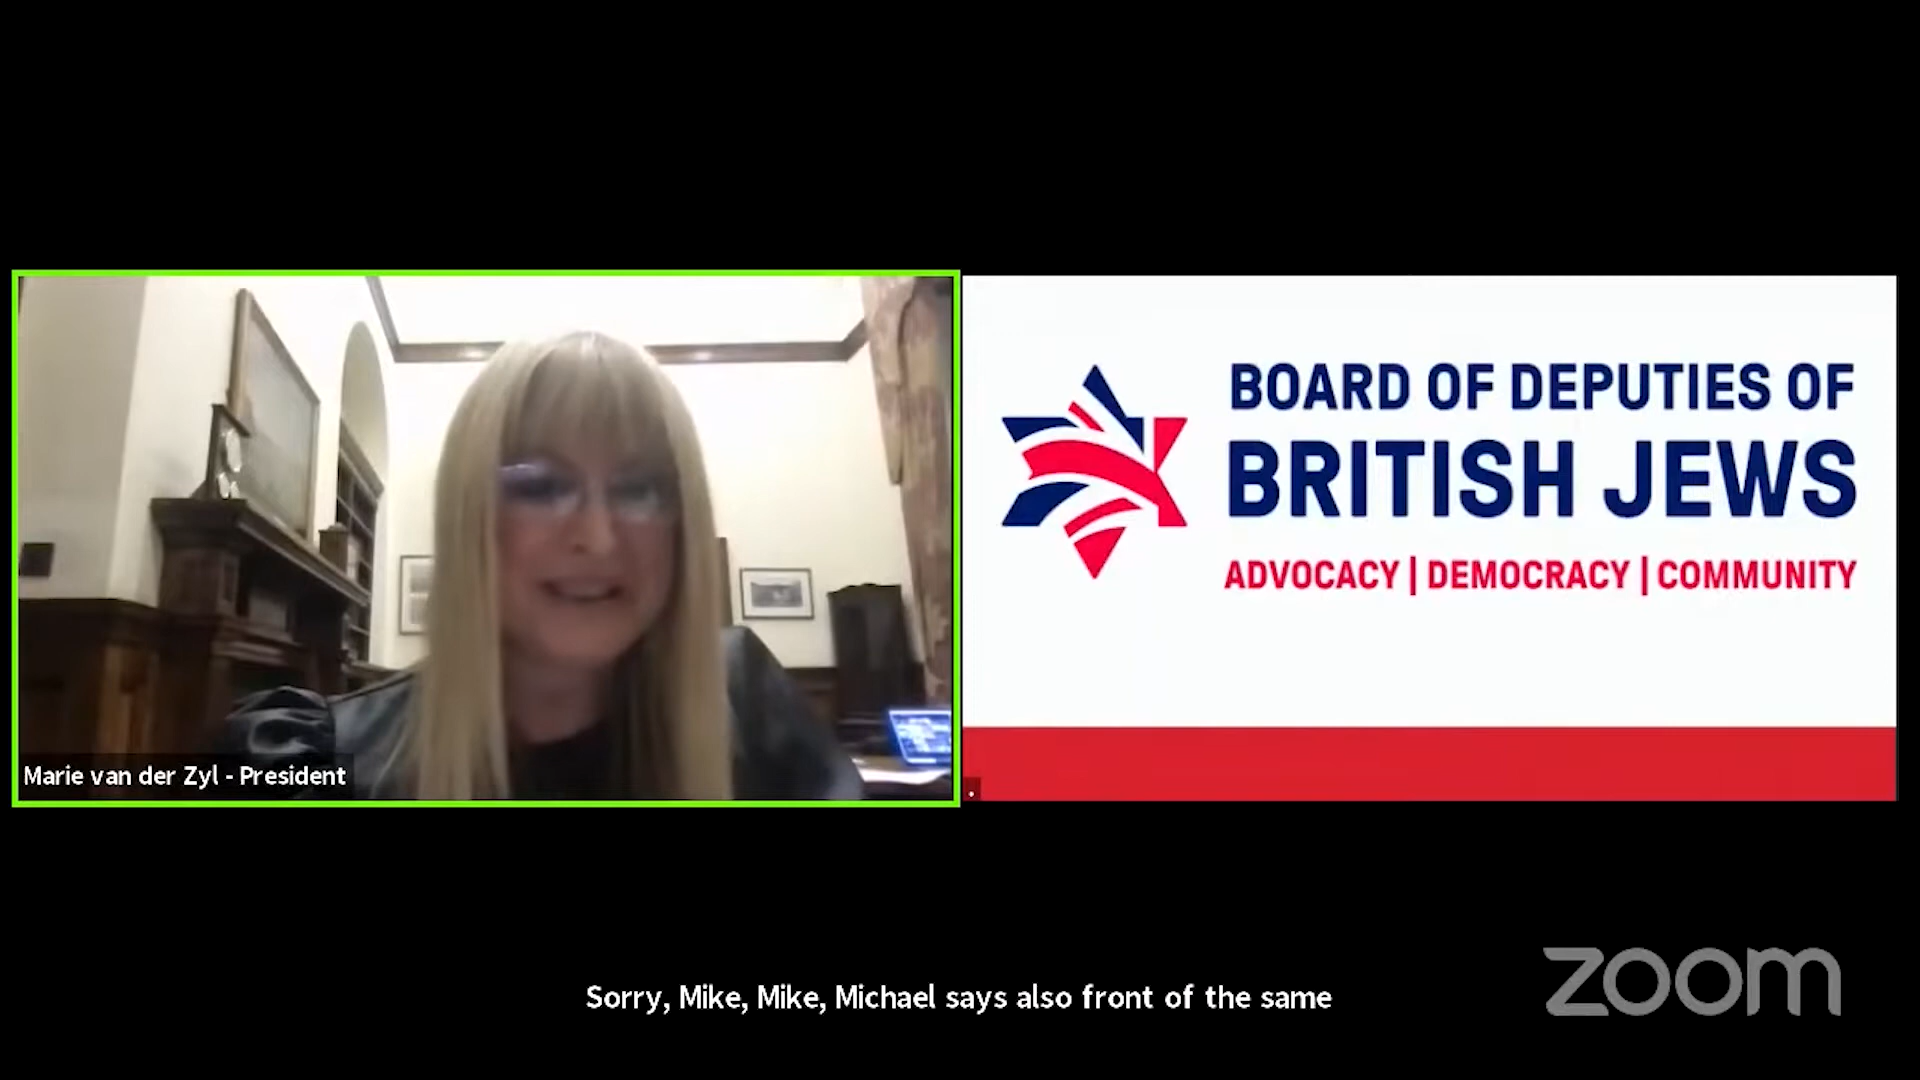 BOARD OF DEPUTIES OF
BRITISH JEWS
ADVOCACY | DEMOCRACY | COMMUNITY
Marie van der Zyl - President
.
Sorry, Mike, Mike, Michael says also front of the same
zoom